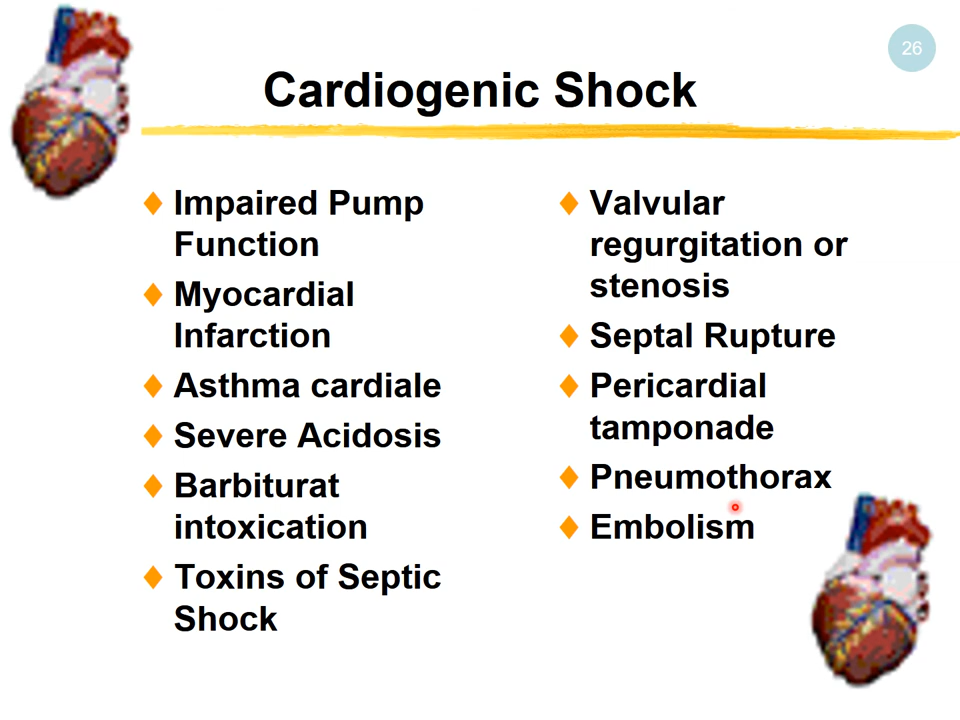 26
Cardiogenic Shock
Impaired Pump
Function
Myocardial
Infarction
Asthma cardiale
Severe Acidosis
Barbiturat
intoxication
Toxins of Septic
Shock
Valvular
regurgitation or
stenosis
Septal Rupture
Pericardial
tamponade
Pneumothorax
Embolism